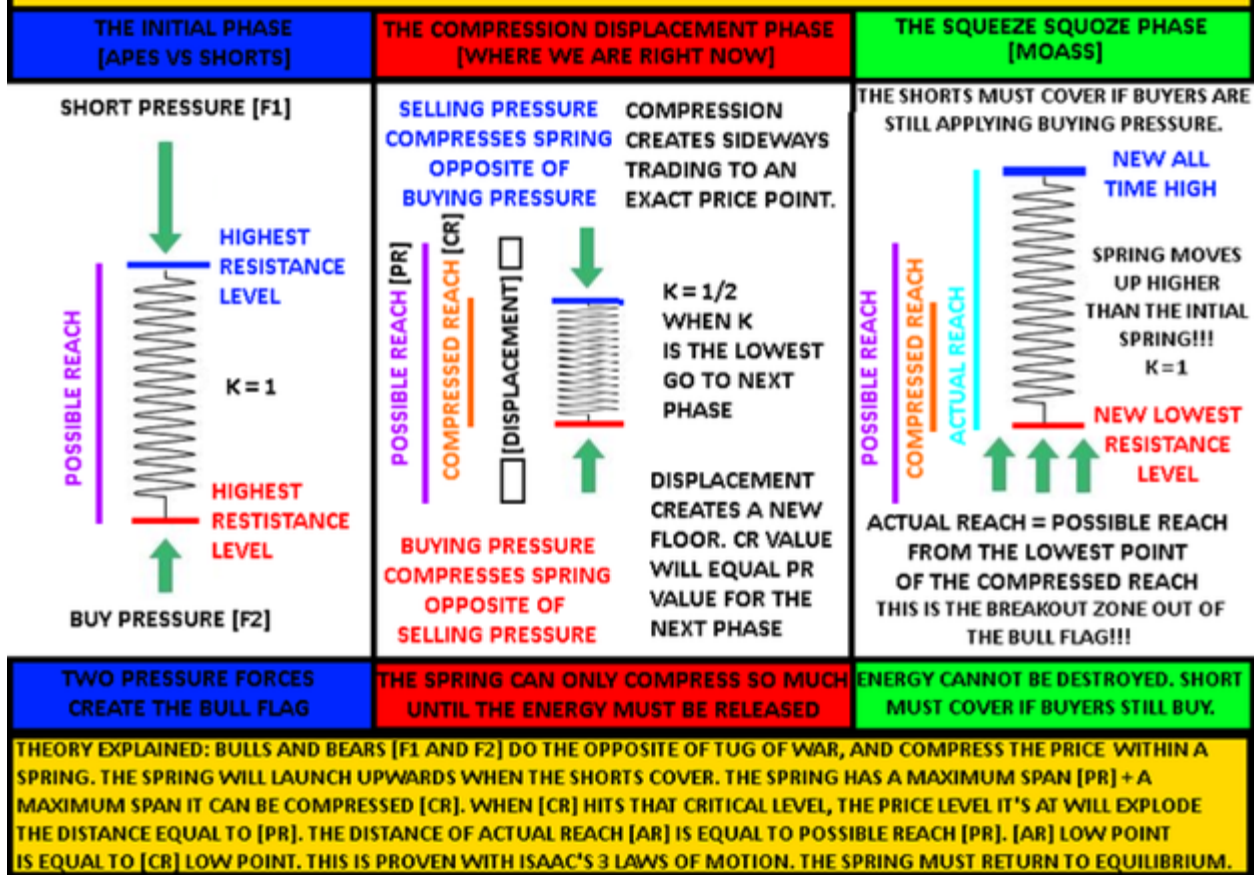 THE INITIAL PHASE
[APES VS SHORTS]
SHORT PRESSURE [F1]
HIGHEST
RESISTANCE
LEVEL
POSSIBLE REACH
K = 1
HIGHEST
RESTISTANCE
LEVEL
BUY PRESSURE [F2]
TWO PRESSURE FORCES
CREATE THE BULL FLAG
THE COMPRESSION DISPLACEMENT PHASE
[WHERE WE ARE RIGHT NOW]
SELLING PRESSURE
COMPRESSES SPRING
OPPOSITE OF
BUYING PRESSURE
COMPRESSION
CREATES SIDEWAYS
TRADING TO AN
EXACT PRICE POINT.
POSSIBLE REACH [PR]
COMPRESSED REACH [CR]
[DISPLACEMENT]
K = 1/2
WHEN K
IS THE LOWEST
GO TO NEXT
PHASE
BUYING PRESSURE
COMPRESSES SPRING
OPPOSITE OF
SELLING PRESSURE
DISPLACEMENT
CREATES A NEW
FLOOR. CR VALUE
WILL EQUAL PR
VALUE FOR THE
NEXT PHASE
THE SPRING CAN ONLY COMPRESS SO MUCH
UNTIL THE ENERGY MUST BE RELEASED
THE SQUEEZE SQUOZE PHASE
[MOASS]
THE SHORTS MUST COVER IF BUYERS ARE
STILL APPLYING BUYING PRESSURE.
NEW ALL
TIME HIGH
POSSIBLE REACH
COMPRESSED REACH
ACTUAL REACH
SPRING MOVES
UP HIGHER
THAN THE INTIAL
SPRING!!!
K = 1
NEW LOWEST
RESISTANCE
LEVEL
ACTUAL REACH = POSSIBLE REACH
FROM THE LOWEST POINT
OF THE COMPRESSED REACH
THIS IS THE BREAKOUT ZONE OUT OF
THE BULL FLAG!!!
ENERGY CANNOT BE DESTROYED. SHORT
MUST COVER IF BUYERS STILL BUY.
THEORY EXPLAINED: BULLS AND BEARS [F1 AND F2] DO THE OPPOSITE OF TUG OF WAR, AND COMPRESS THE PRICE WITHIN A
SPRING. THE SPRING WILL LAUNCH UPWARDS WHEN THE SHORTS COVER. THE SPRING HAS A MAXIMUM SPAN [PR] + A
MAXIMUM SPAN IT CAN BE COMPRESSED [CR]. WHEN [CR] HITS THAT CRITICAL LEVEL, THE PRICE LEVEL IT'S AT WILL EXPLODE
THE DISTANCE EQUAL TO [PR]. THE DISTANCE OF ACTUAL REACH [AR] IS EQUAL TO POSSIBLE REACH [PR]. [AR] LOW POINT
IS EQUAL TO [CR] LOW POINT. THIS IS PROVEN WITH ISAAC'S 3 LAWS OF MOTION. THE SPRING MUST RETURN TO EQUILIBRIUM.